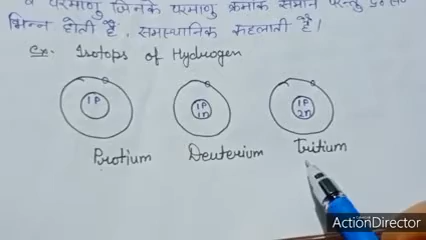 वे परमाणु जिनके परमाणु क्रमांक समान परन्तु
भिन्न होती है, समस्थानिक कहलाती है।
Ex. Isotops of Hydrogen
1P
1P
1n
1P
2n
Protium Deuterium Tritium
ActionDirector